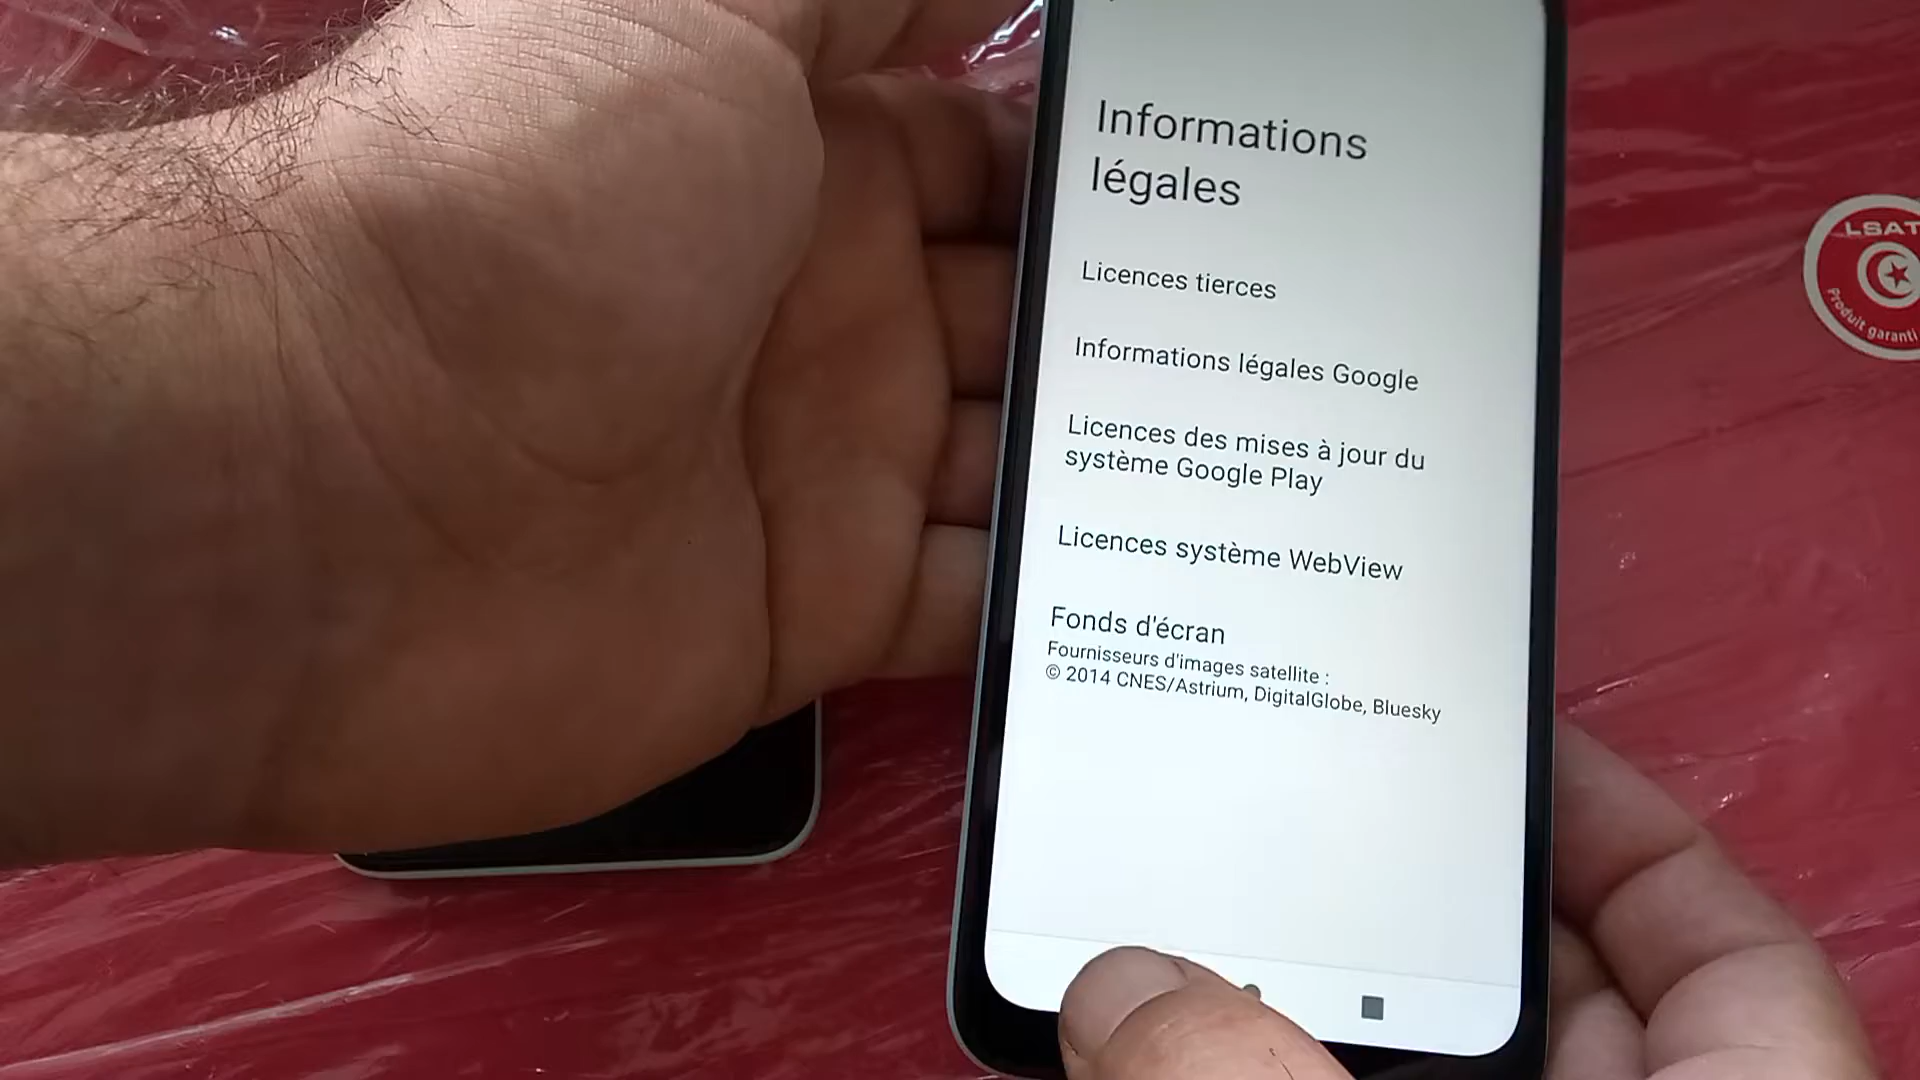 Informations
légales
Licences tierces
Informations légales Google
Licences des mises à jour du
système Google Play
Licences système WebView
Fonds d'écran
Fournisseurs d'images satellite :
© 2014 CNES/Astrium, DigitalGlobe, Bluesky
LSAT
Produit garanti